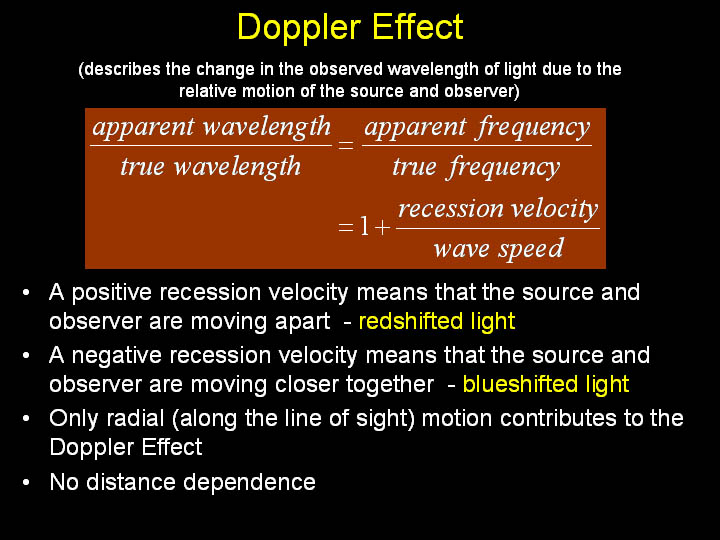 Doppler Effect
(describes the change in the observed wavelength of light due to the
relative motion of the source and observer)
apparent wavelength / true wavelength = apparent frequency / true frequency
= 1 + recession velocity / wave speed
• A positive recession velocity means that the source and
observer are moving apart - redshifted light
• A negative recession velocity means that the source and
observer are moving closer together - blueshifted light
• Only radial (along the line of sight) motion contributes to the
Doppler Effect
• No distance dependence